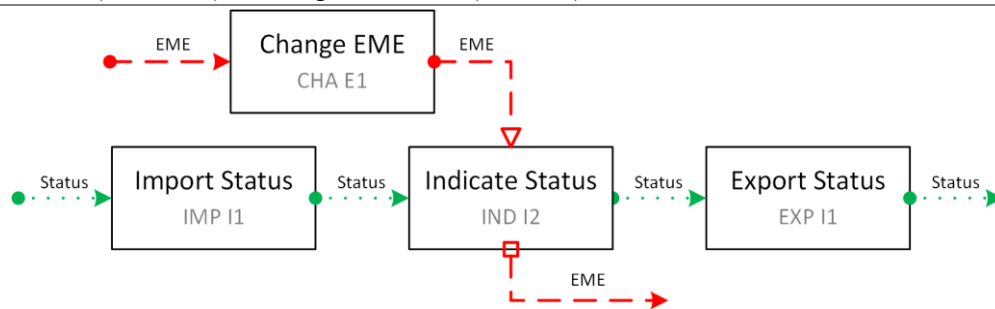 EME
Change EME
CHA E1
EME
Status
Import Status
IMP I1
Status
Indicate Status
IND I2
Status
Export Status
EXP I1
Status
EME